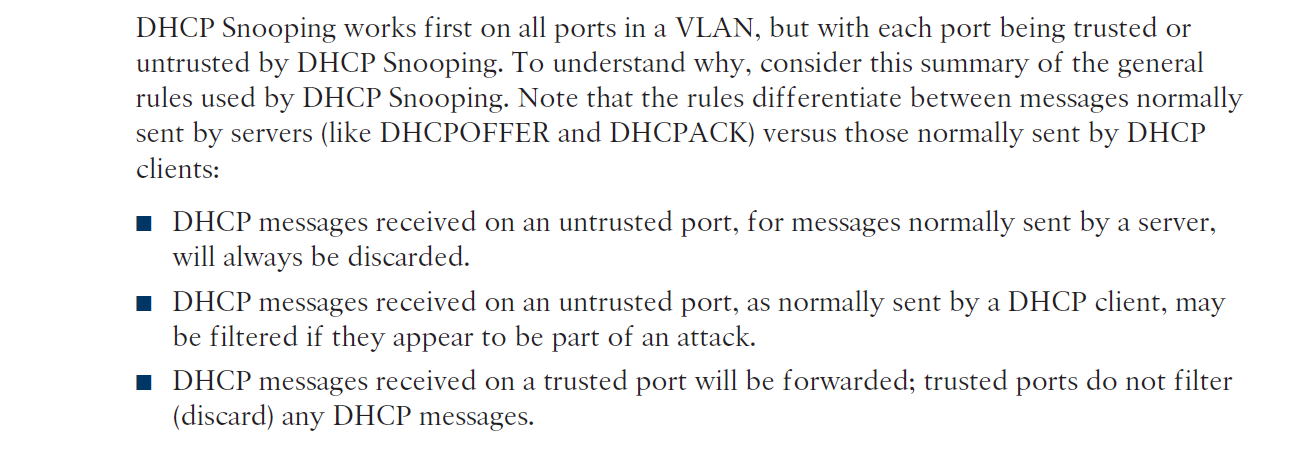 DHCP Snooping works first on all ports in a VLAN, but with each port being trusted or
untrusted by DHCP Snooping. To understand why, consider this summary of the general
rules used by DHCP Snooping. Note that the rules differentiate between messages normally
sent by servers (like DHCPOFFER and DHCPACK) versus those normally sent by DHCP
clients:
■ DHCP messages received on an untrusted port, for messages normally sent by a server,
will always be discarded.
■ DHCP messages received on an untrusted port, as normally sent by a DHCP client, may
be filtered if they appear to be part of an attack.
■ DHCP messages received on a trusted port will be forwarded; trusted ports do not filter
(discard) any DHCP messages.